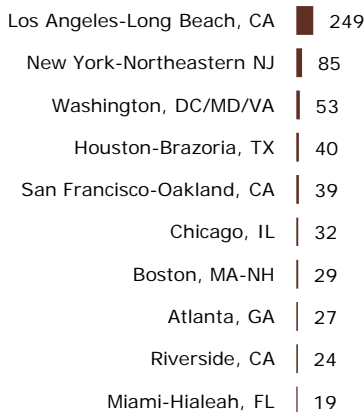 Los Angeles-Long Beach, CA 249
New York-Northeastern NJ 85
Washington, DC/MD/VA 53
Houston-Brazoria, TX 40
San Francisco-Oakland, CA 39
Chicago, IL 32
Boston, MA-NH 29
Atlanta, GA 27
Riverside, CA 24
Miami-Hialeah, FL 19